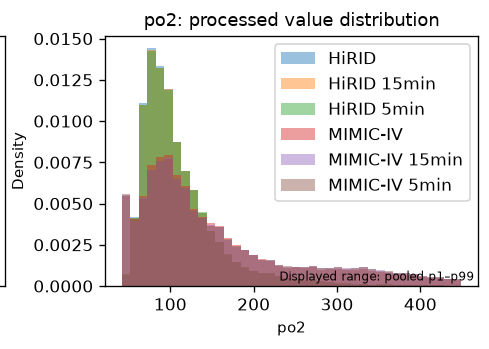 po2: processed value distribution
0.0150
0.0125
0.0100
0.0075
0.0050
0.0025
0.0000
Density
HiRID
HiRID 15min
HiRID 5min
MIMIC-IV
MIMIC-IV 15min
MIMIC-IV 5min
Displayed range: pooled p1–p99
100 200 300 400
po2